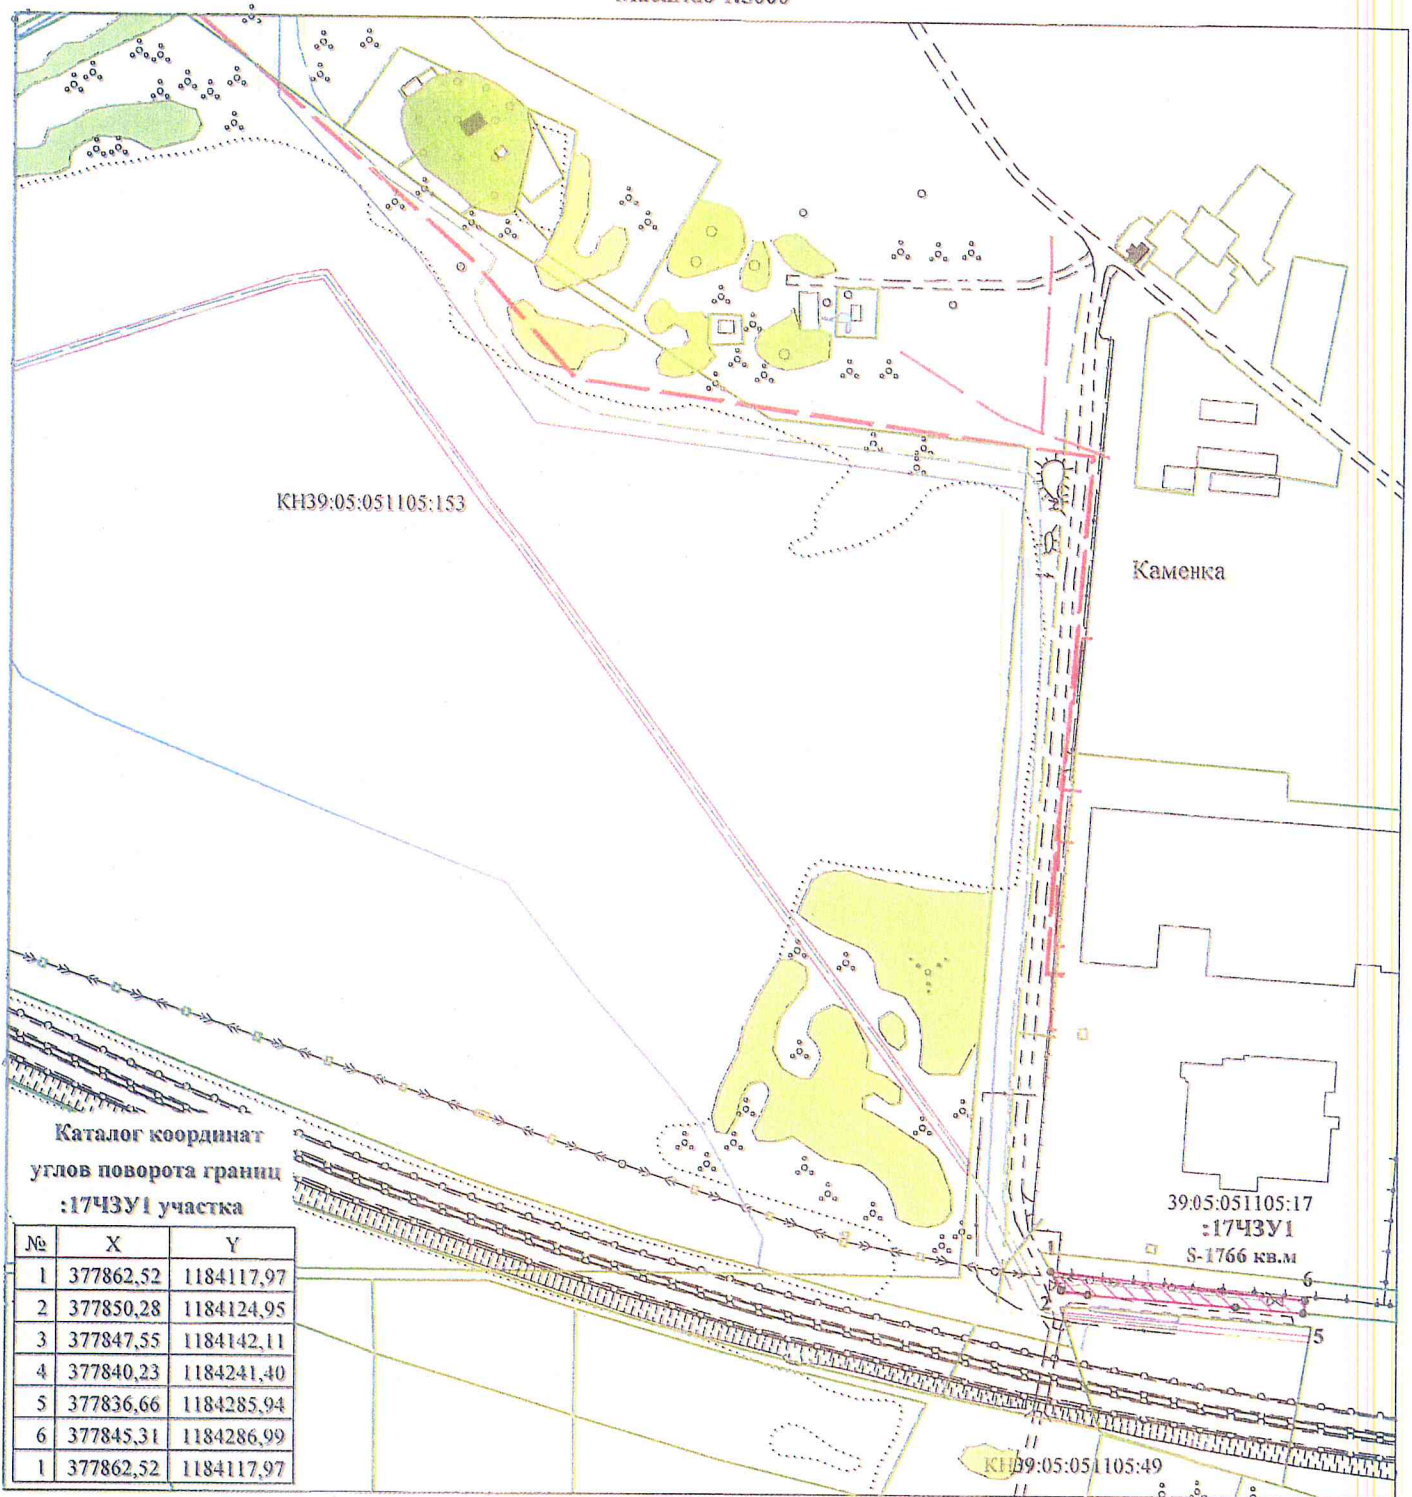 КН39:05:051105:153
Каменка
Каталог координат
углов поворота границ
:17ЧЗУ1 участка
№ X Y
1 377862,52 1184117,97
2 377850,28 1184124,95
3 377847,55 1184142,11
4 377840,23 1184241,40
5 377836,66 1184285,94
6 377845,31 1184286,99
1 377862,52 1184117,97
39:05:051105:17
:17ЧЗУ1
S-1766 кв.м
1
6
2
5
КН39:05:051105:49